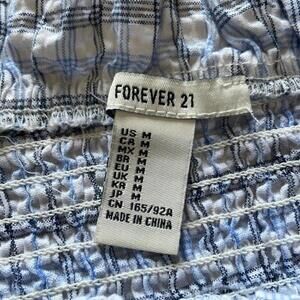 FOREVER 21
US M
CA M
MX M
BR M
EU M
UK M
KR M
JP M
CN 165/92A
MADE IN CHINA